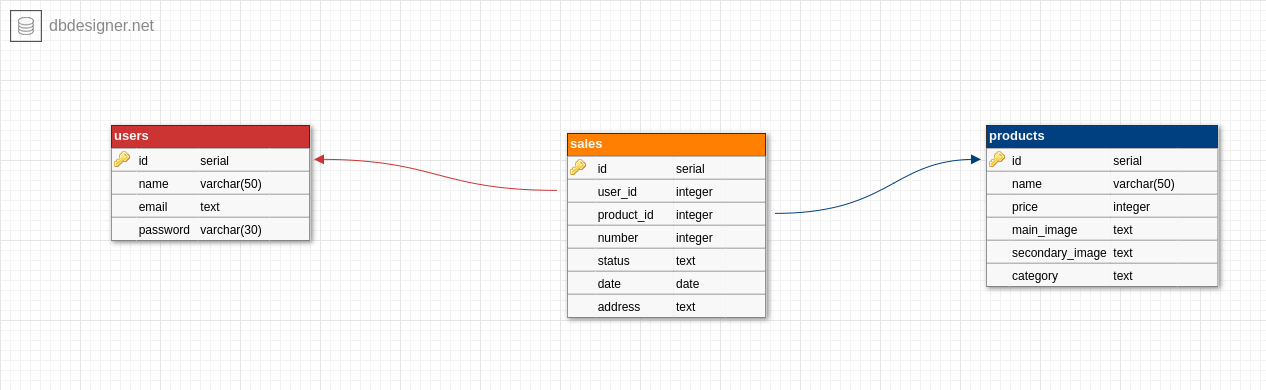 dbdesigner.net
users
id serial
name varchar(50)
email text
password varchar(30)
sales
id serial
user_id integer
product_id integer
number integer
status text
date date
address text
products
id serial
name varchar(50)
price integer
main_image text
secondary_image text
category text